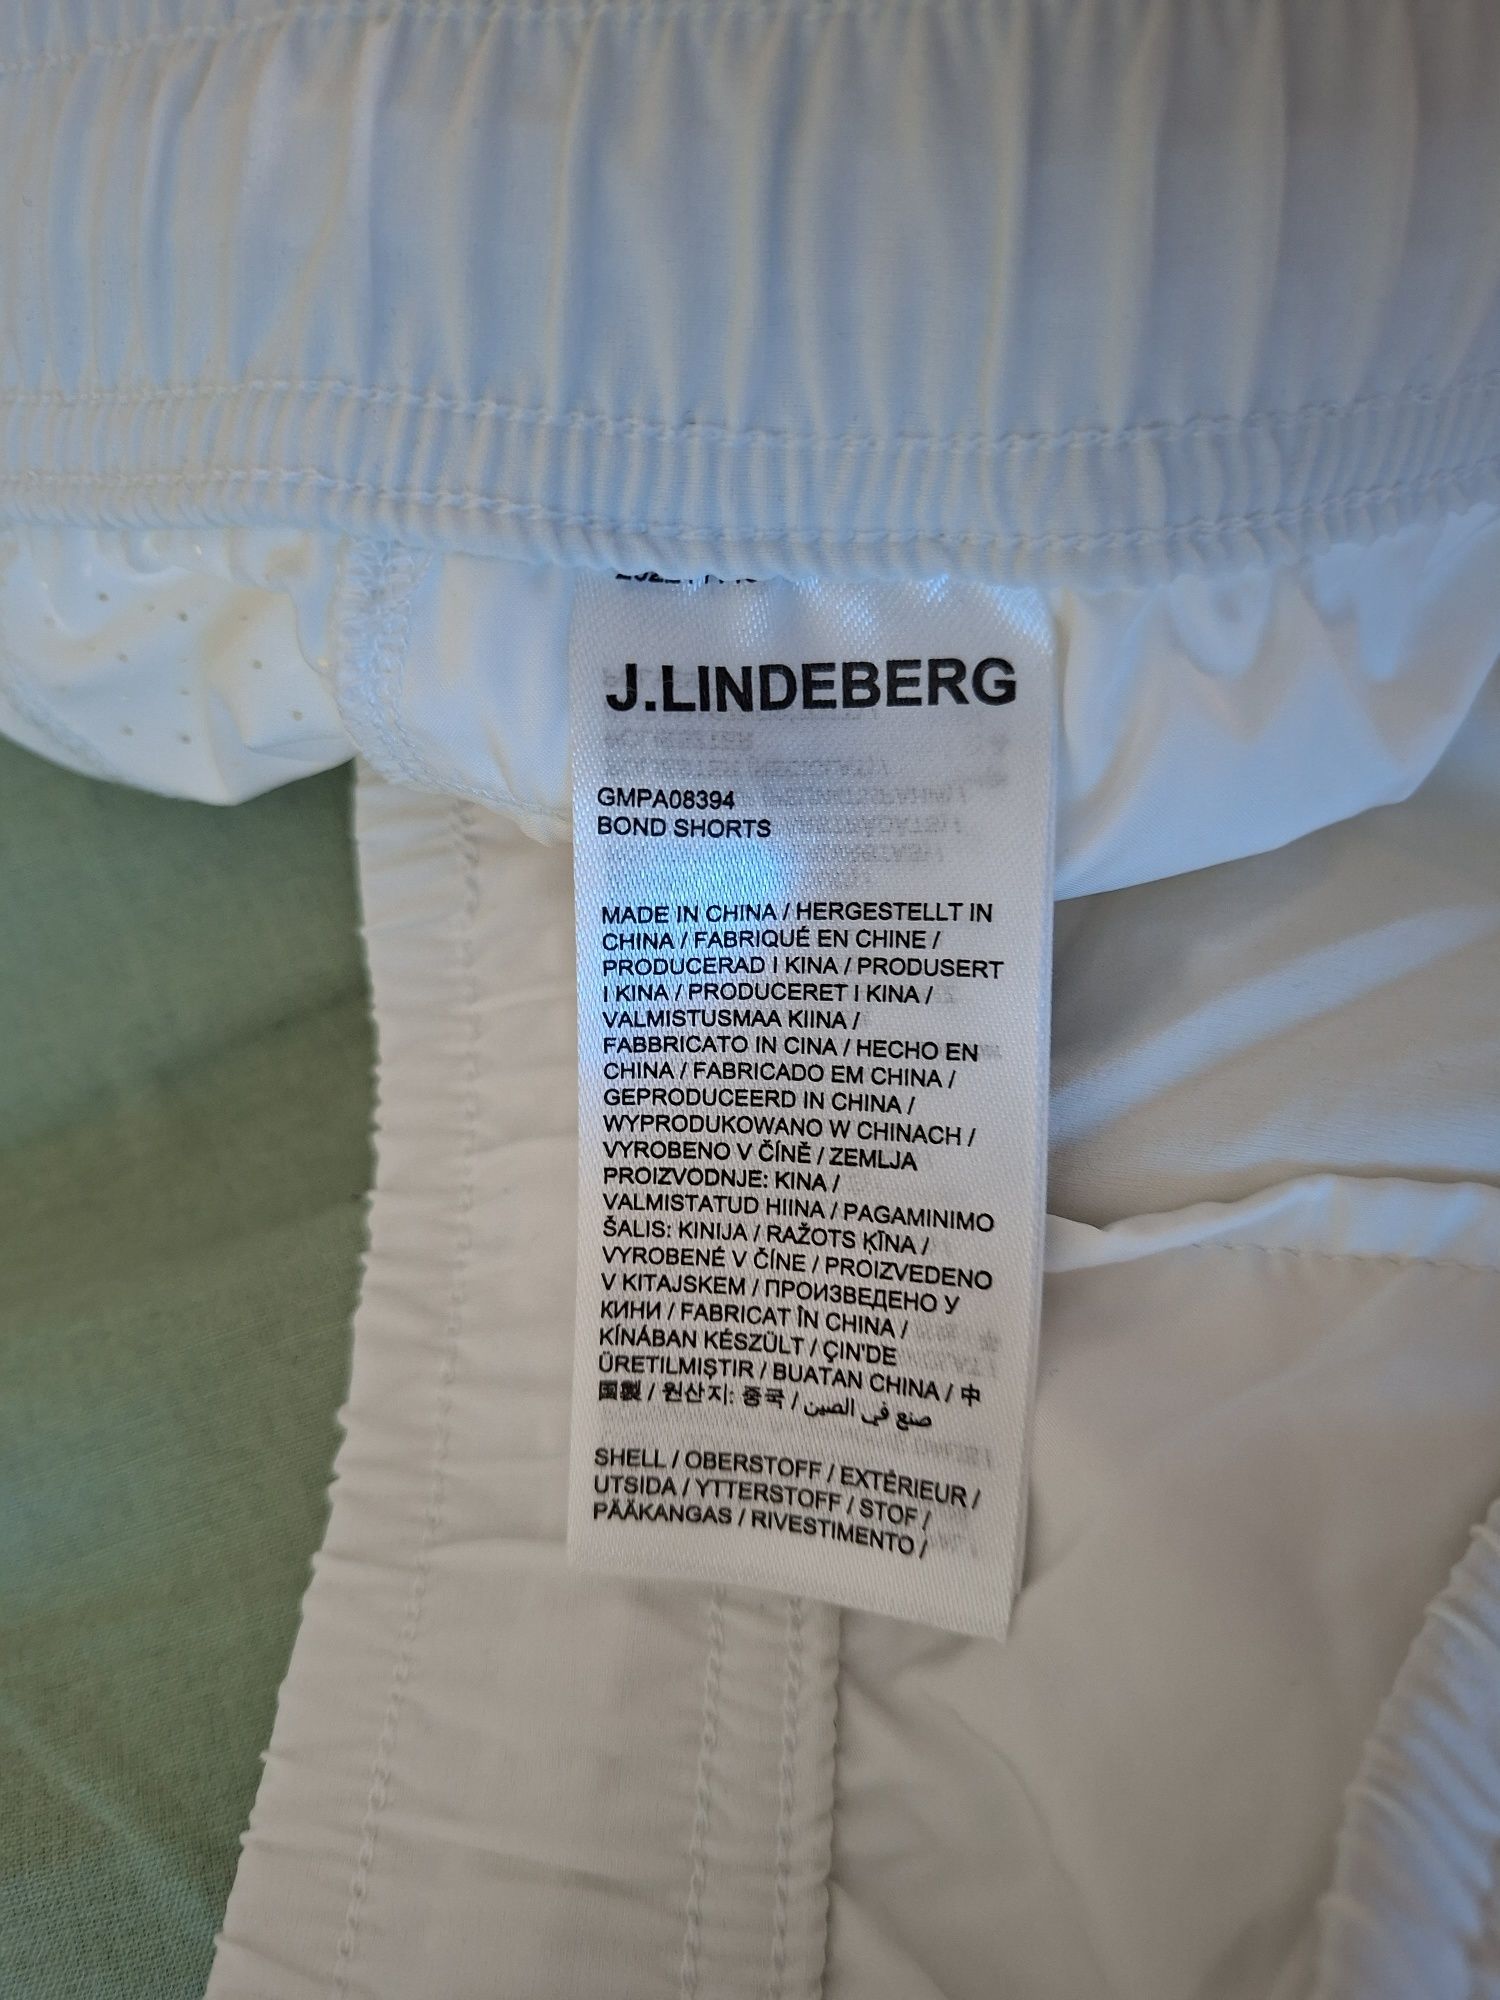 J.LINDEBERG
GMPA08394
BOND SHORTS
MADE IN CHINA / HERGESTELLT IN
CHINA / FABRIQUÉ EN CHINE /
PRODUCERAD I KINA / PRODUSERT
I KINA / PRODUCERET I KINA /
VALMISTUSMAA KIINA /
FABBRICATO IN CINA / HECHO EN
CHINA / FABRICADO EM CHINA /
GEPRODUCEERD IN CHINA /
WYPRODUKOWANO W CHINACH /
VYROBENO V ČÍNĚ / ZEMLJA
PROIZVODNJE: KINA /
VALMISTATUD HIINA / PAGAMINIMO
ŠALIS: KINIJA / RAŽOTS ĶĪNA /
VYROBENÉ V ČÍNE / PROIZVEDENO
V KITAJSKEM / ПРОИЗВЕДЕНО У
КИНИ / FABRICAT ÎN CHINA /
KÍNÁBAN KÉSZÜLT / ÇIN'DE
ÜRETILMIŞTIR / BUATAN CHINA / 中
国製 / 원산지: 중국 / صنع في الصين
SHELL / OBERSTOFF / EXTÉRIEUR /
UTSIDA / YTTERSTOFF / STOF /
PÄÄKANGAS / RIVESTIMENTO /